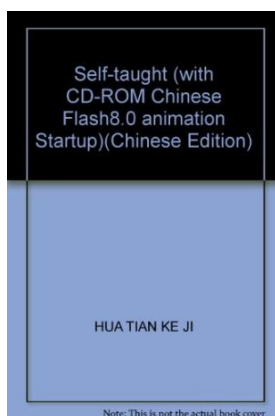 Self-taught (with
CD-ROM Chinese
Flash8.0 animation
Startup)(Chinese Edition)
HUA TIAN KE JI
Note: This is not the actual book cover